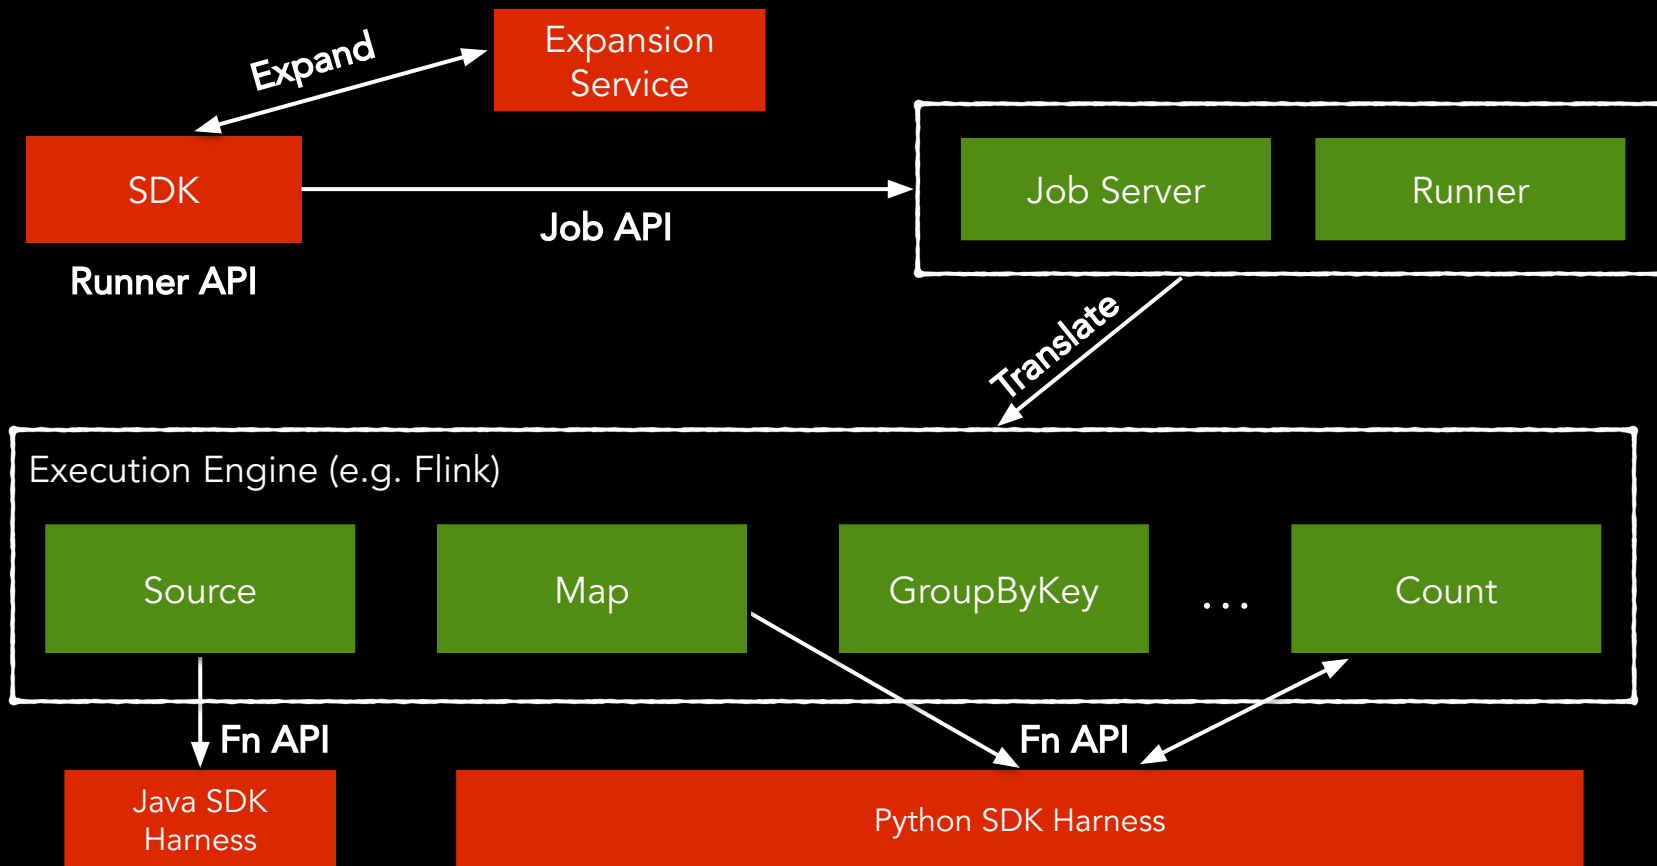 Expand
Expansion
Service
SDK
Job API
Runner API
Job Server
Runner
Translate
Execution Engine (e.g. Flink)
Source
Map
GroupByKey
...
Count
Fn API
Fn API
Java SDK
Harness
Python SDK Harness